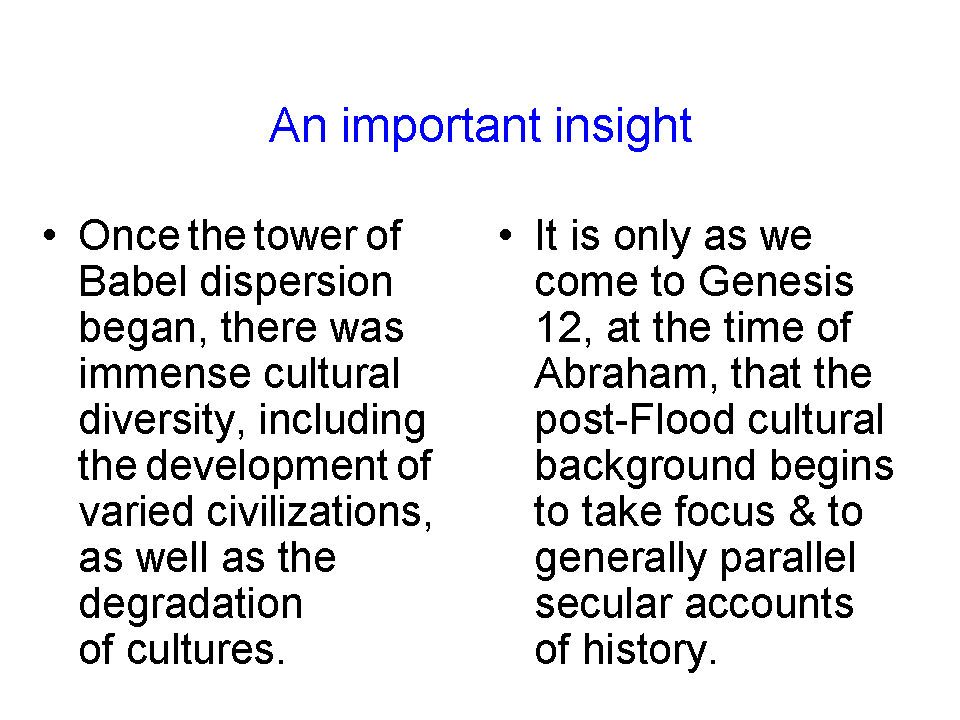 An important insight
• Once the tower of
Babel dispersion
began, there was
immense cultural
diversity, including
the development of
varied civilizations,
as well as the
degradation
of cultures.
• It is only as we
come to Genesis
12, at the time of
Abraham, that the
post-Flood cultural
background begins
to take focus & to
generally parallel
secular accounts
of history.